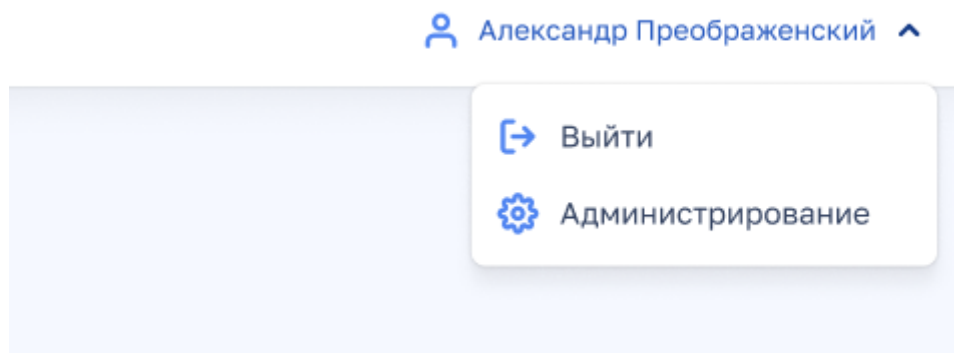 Александр Преображенский
Выйти
Администрирование